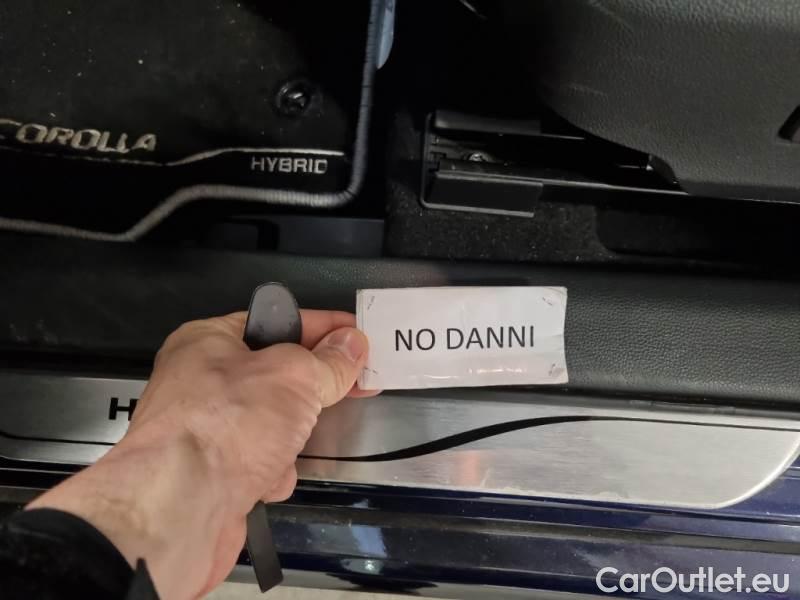 COROLLA
HYBRID
NO DANNI
H
CarOutlet.eu